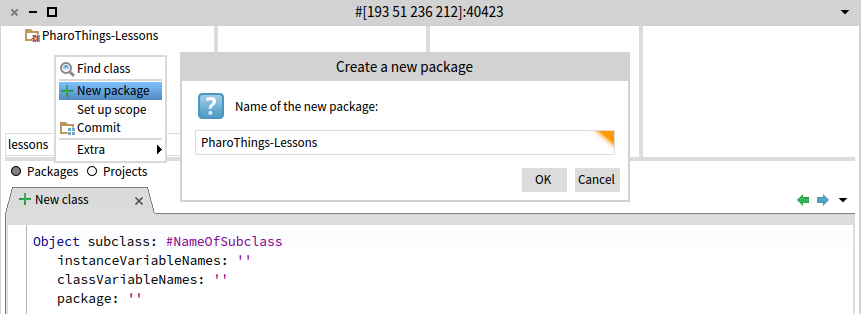 #[193 51 236 212]:40423
PharoThings-Lessons
Find class
New package
Set up scope
Commit
Extra
lessons
Packages Projects
Create a new package
Name of the new package:
PharoThings-Lessons
OK Cancel
New class
Object subclass: #NameOfSubclass
instanceVariableNames: ''
classVariableNames: ''
package: ''